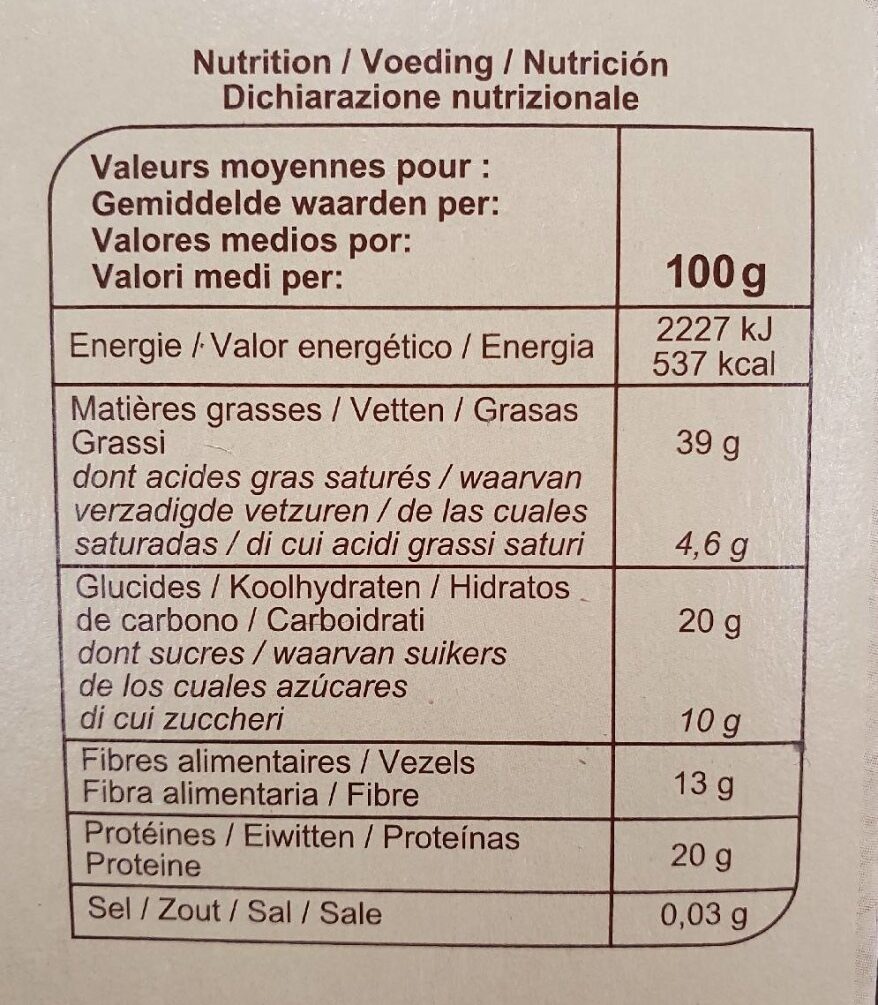 Nutrition / Voeding / Nutrición
Dichiarazione nutrizionale
Valeurs moyennes pour :
Gemiddelde waarden per:
Valores medios por:
Valori medi per:
100 g
Energie / Valor energético / Energia
2227 kJ
537 kcal
Matières grasses / Vetten / Grasas
Grassi
39 g
dont acides gras saturés / waarvan
verzadigde vetzuren / de las cuales
saturadas / di cui acidi grassi saturi
4,6 g
Glucides / Koolhydraten / Hidratos
de carbono / Carboidrati
20 g
dont sucres / waarvan suikers
de los cuales azúcares
di cui zuccheri
10 g
Fibres alimentaires / Vezels
Fibra alimentaria / Fibre
13 g
Protéines / Eiwitten / Proteínas
Proteine
20 g
Sel / Zout / Sal / Sale
0,03 g